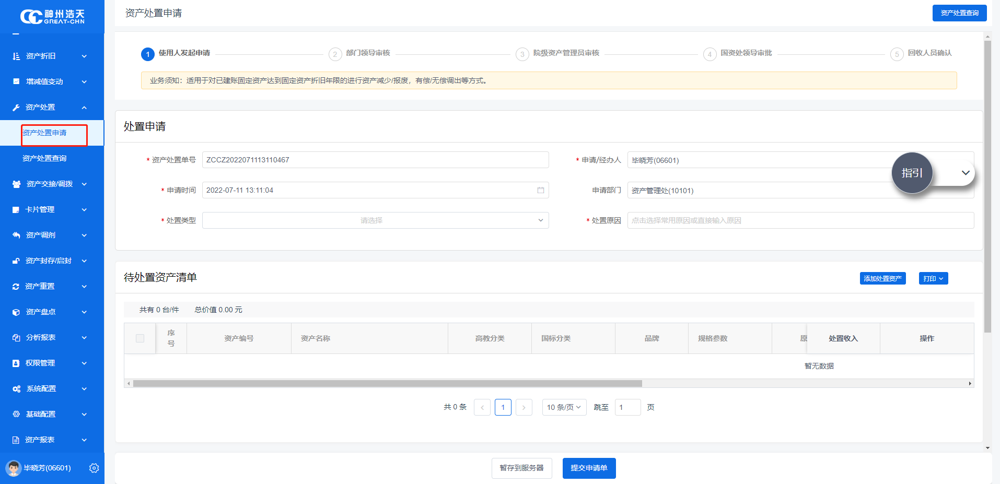 神州浩天
GREAT-CHN
资产折旧
增减值变动
资产处置
资产处置申请
资产处置查询
资产交接/调拨
卡片管理
资产调剂
资产封存/启封
资产重置
资产盘点
分析报表
权限管理
系统配置
基础配置
资产报表
毕晓芳(06601)
资产处置申请
资产处置查询
1 使用人发起申请
2 部门领导审核
3 院级资产管理员审核
4 国资处领导审批
5 回收人员确认
业务须知：适用于对已建账固定资产达到固定资产折旧年限的进行资产减少/报废，有偿/无偿调出等方式。
处置申请
* 资产处置单号 ZCCZ2022071113110467
* 申请/经办人 毕晓芳(06601)
* 申请时间 2022-07-11 13:11:04
申请部门 资产管理处(10101)
* 处置类型 请选择
* 处置原因 点击选择常用原因或直接输入原因
指引
待处置资产清单
添加处置资产
打印
共有 0 台/件 总价值 0.00 元
序号 资产编号 资产名称 高教分类 国标分类 品牌 规格参数 原 处置收入 操作
暂无数据
共 0 条 < 1 > 10 条/页 跳至 1 页
暂存到服务器
提交申请单